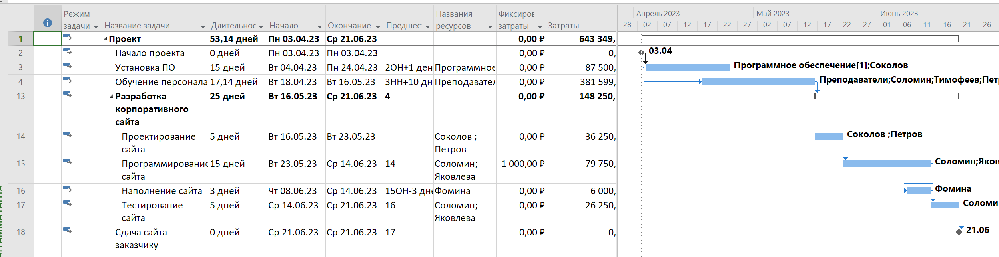 Режим задачи Название задачи Длительнос Начало Окончание Предшес Названия ресурсов Фиксиров затраты Затраты
Апрель 2023 Май 2023 Июнь 2023
28 02 07 12 17 22 27 02 07 12 17 22 27 01 06 11 16 21 26
1 Проект 53,14 дней Пн 03.04.23 Ср 21.06.23 0,00 ₽ 643 349,
2 Начало проекта 0 дней Пн 03.04.23 Пн 03.04.23 0,00 ₽ 0, 03.04
3 Установка ПО 15 дней Вт 04.04.23 Пн 24.04.23 2ОН+1 ден Программное 0,00 ₽ 87 500, Программное обеспечение[1];Соколов
4 Обучение персонала 17,14 дней Вт 18.04.23 Вт 16.05.23 3НН+10 дн Преподавател 0,00 ₽ 381 599, Преподаватели;Соломин;Тимофеев;Петр
13 Разработка корпоративного сайта 25 дней Вт 16.05.23 Ср 21.06.23 4 0,00 ₽ 148 250,
14 Проектирование сайта 5 дней Вт 16.05.23 Вт 23.05.23 Соколов ; Петров 0,00 ₽ 36 250, Соколов ;Петров
15 Программирование сайта 15 дней Вт 23.05.23 Ср 14.06.23 14 Соломин; Яковлева 1 000,00 ₽ 79 750, Соломин;Яков
16 Наполнение сайта 3 дней Чт 08.06.23 Ср 14.06.23 15ОН-3 дне Фомина 0,00 ₽ 6 000, Фомина
17 Тестирование сайта 5 дней Ср 14.06.23 Ср 21.06.23 16 Соломин; Яковлева 0,00 ₽ 26 250, Соломин
18 Сдача сайта заказчику 0 дней Ср 21.06.23 Ср 21.06.23 17 0,00 ₽ 0, 21.06